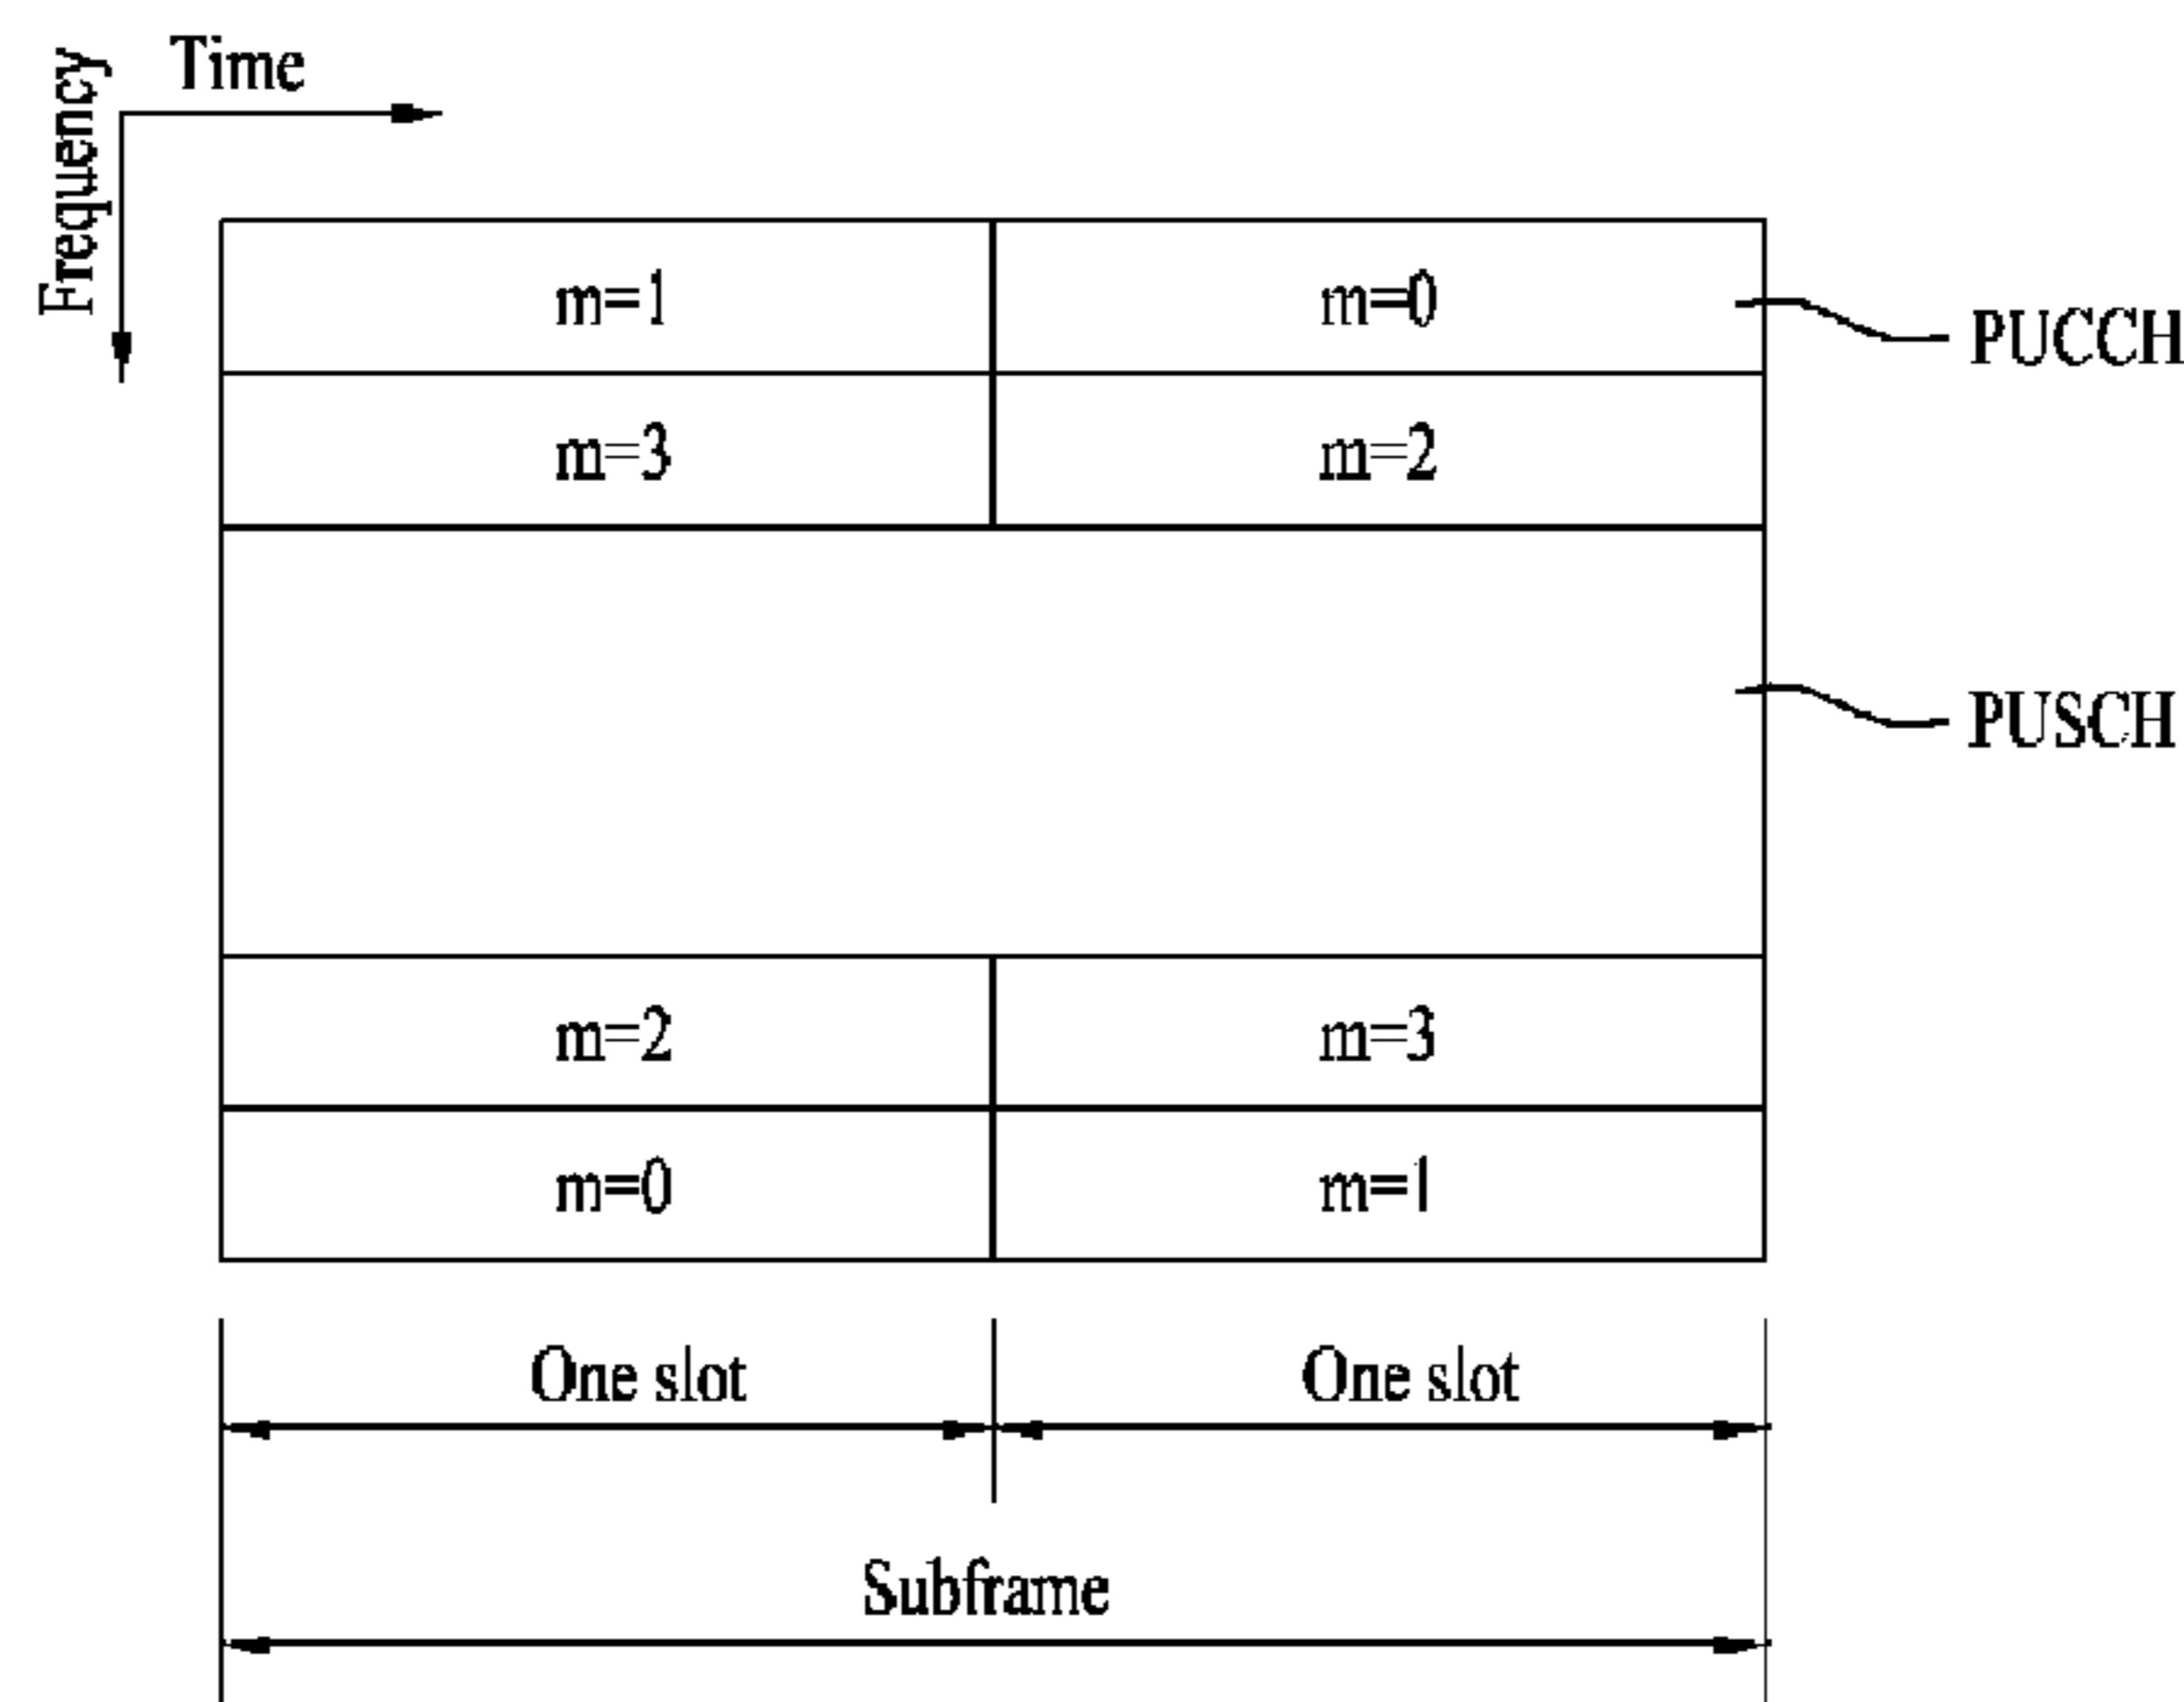 Time
Frequency
m=1 m=0
PUCCH
m=3 m=2
PUSCH
m=2 m=3
m=0 m=1
One slot One slot
Subframe